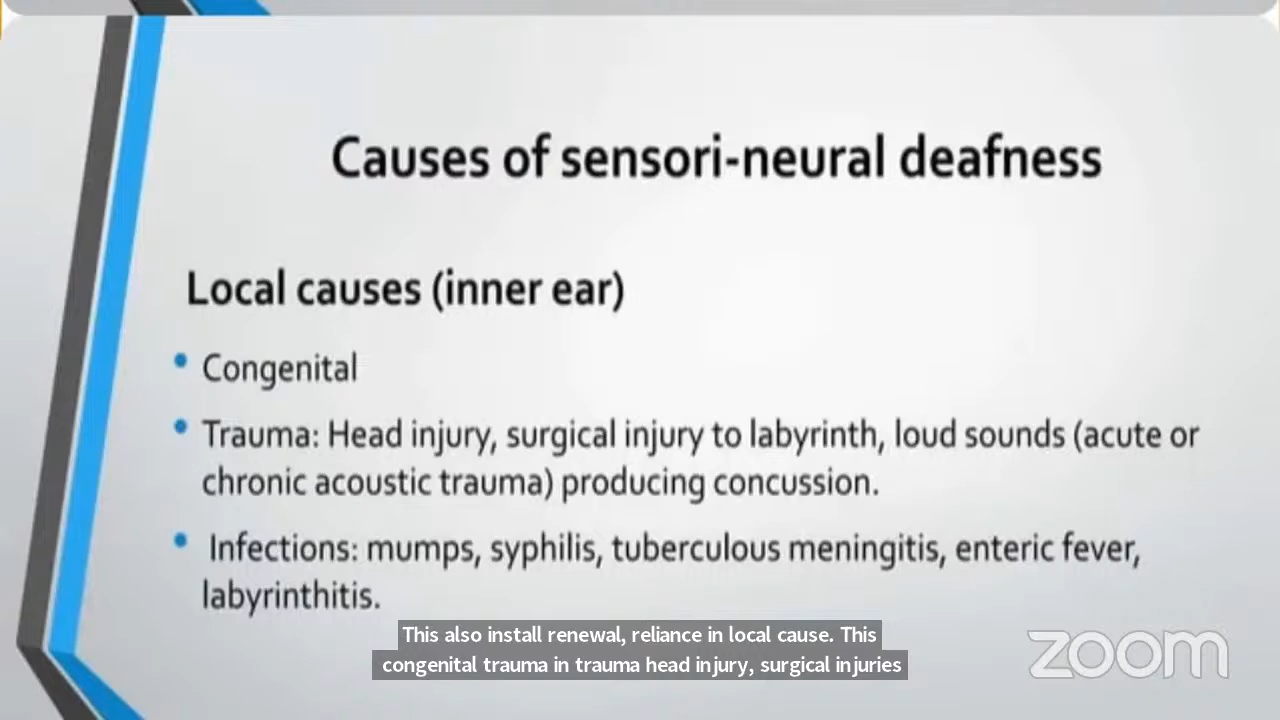 Causes of sensori-neural deafness
Local causes (inner ear)
• Congenital
• Trauma: Head injury, surgical injury to labyrinth, loud sounds (acute or
chronic acoustic trauma) producing concussion.
• Infections: mumps, syphilis, tuberculous meningitis, enteric fever,
labyrinthitis.
This also install renewal, reliance in local cause. This
congenital trauma in trauma head injury, surgical injuries
zoom